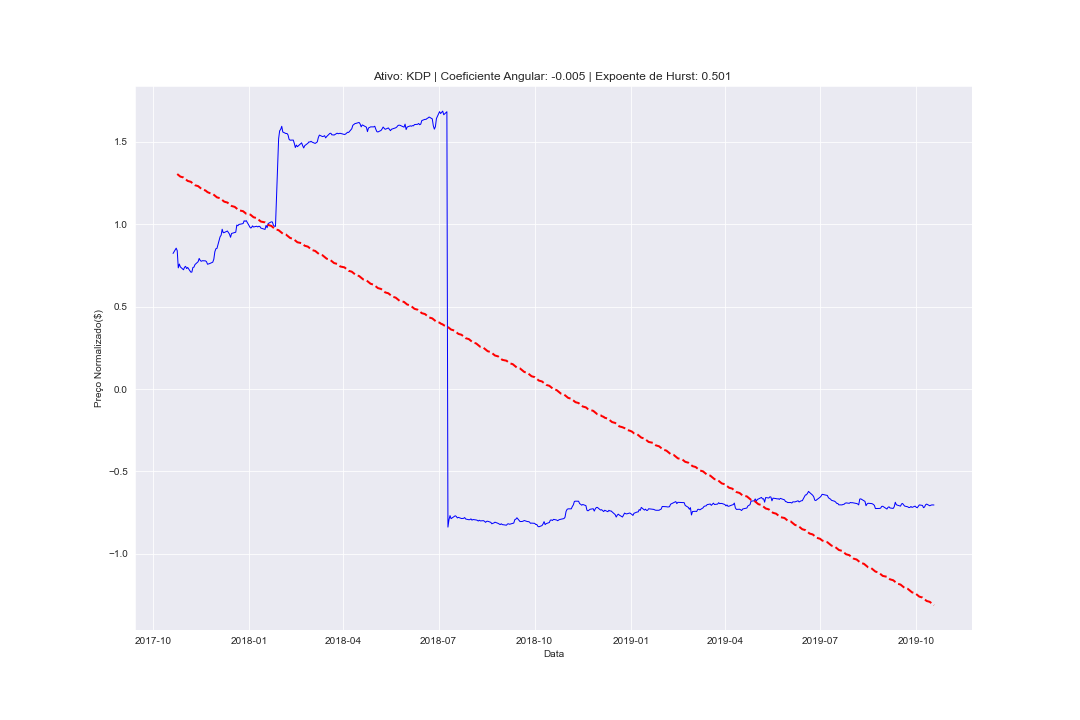 Ativo: KDP | Coeficiente Angular: -0.005 | Expoente de Hurst: 0.501
1.5
1.0
0.5
0.0
−0.5
−1.0
Preço Normalizado($)
2017-10 2018-01 2018-04 2018-07 2018-10 2019-01 2019-04 2019-07 2019-10
Data